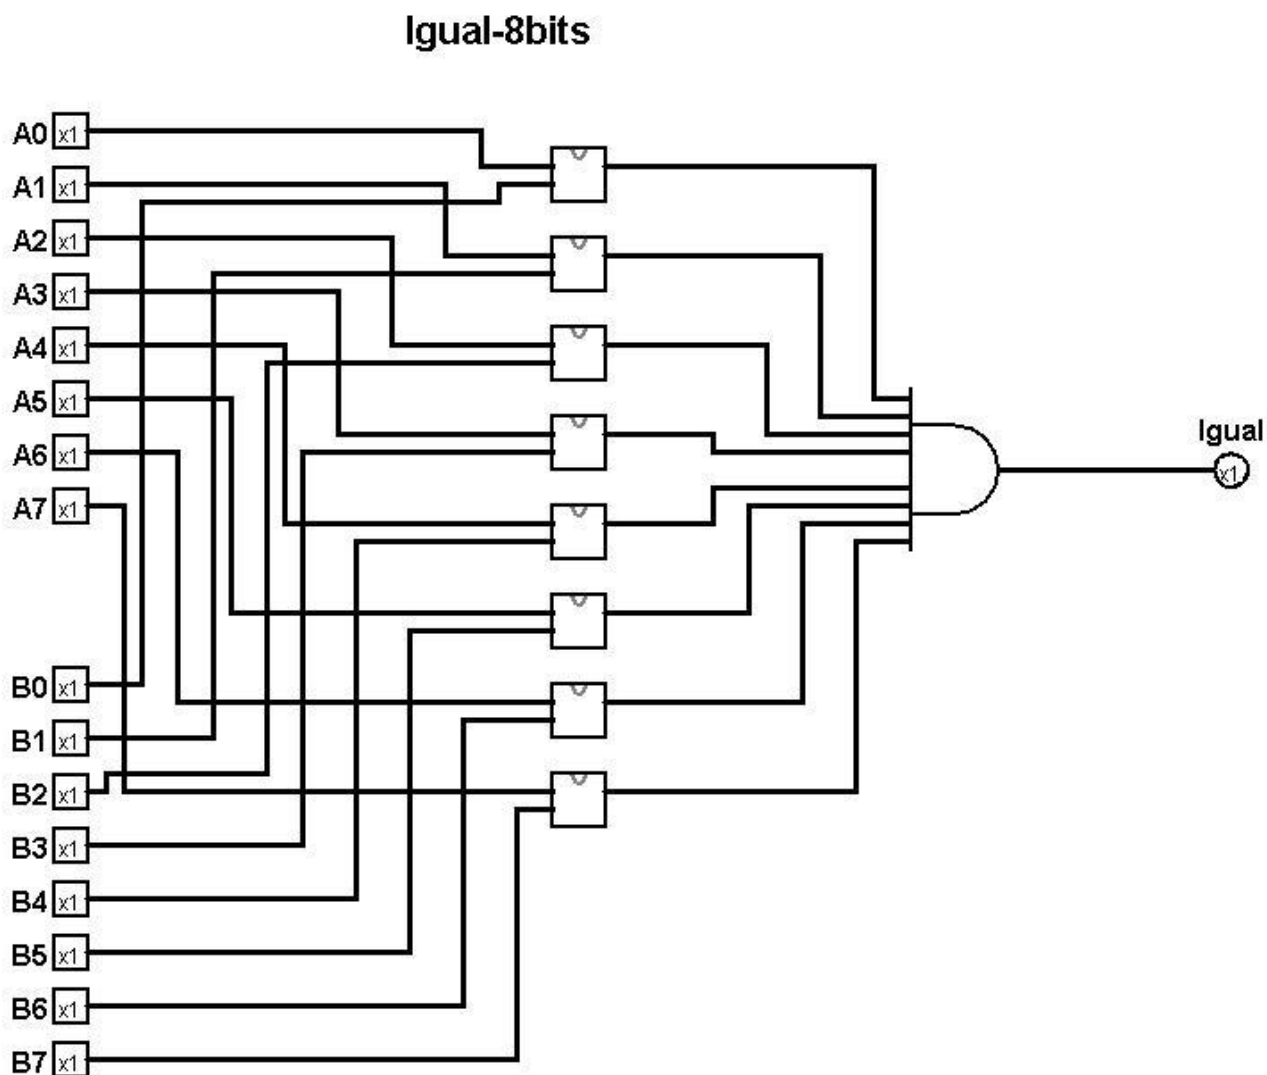 Igual-8bits
A0 x1
A1 x1
A2 x1
A3 x1
A4 x1
A5 x1
A6 x1
A7 x1
Igual
x1
B0 x1
B1 x1
B2 x1
B3 x1
B4 x1
B5 x1
B6 x1
B7 x1